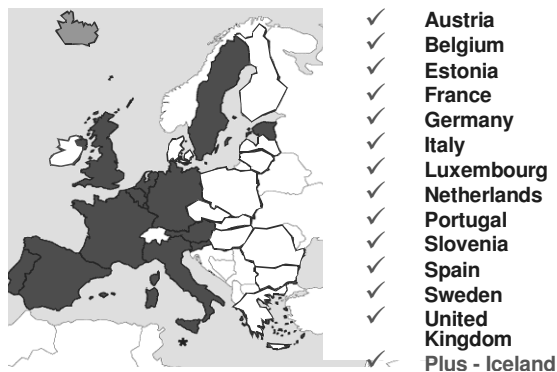 ✓ Austria
✓ Belgium
✓ Estonia
✓ France
✓ Germany
✓ Italy
✓ Luxembourg
✓ Netherlands
✓ Portugal
✓ Slovenia
✓ Spain
✓ Sweden
✓ United
Kingdom
✓ Plus - Iceland
*